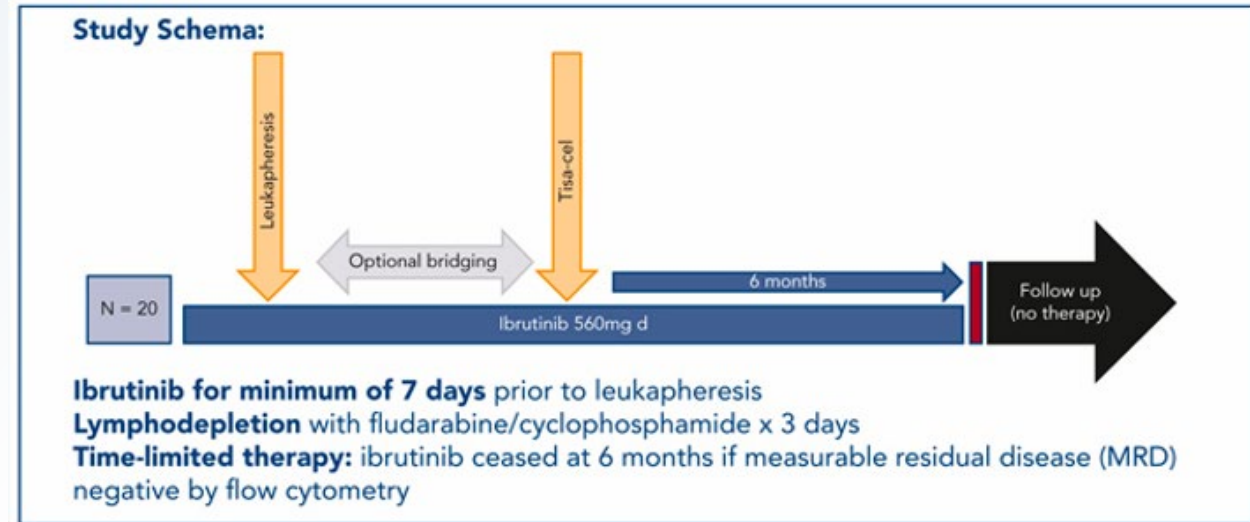 Study Schema:
Leukapheresis
Tisa-cel
Optional bridging
6 months
N = 20
Ibrutinib 560mg d
Follow up
(no therapy)
Ibrutinib for minimum of 7 days prior to leukapheresis
Lymphodepletion with fludarabine/cyclophosphamide x 3 days
Time-limited therapy: ibrutinib ceased at 6 months if measurable residual disease (MRD)
negative by flow cytometry